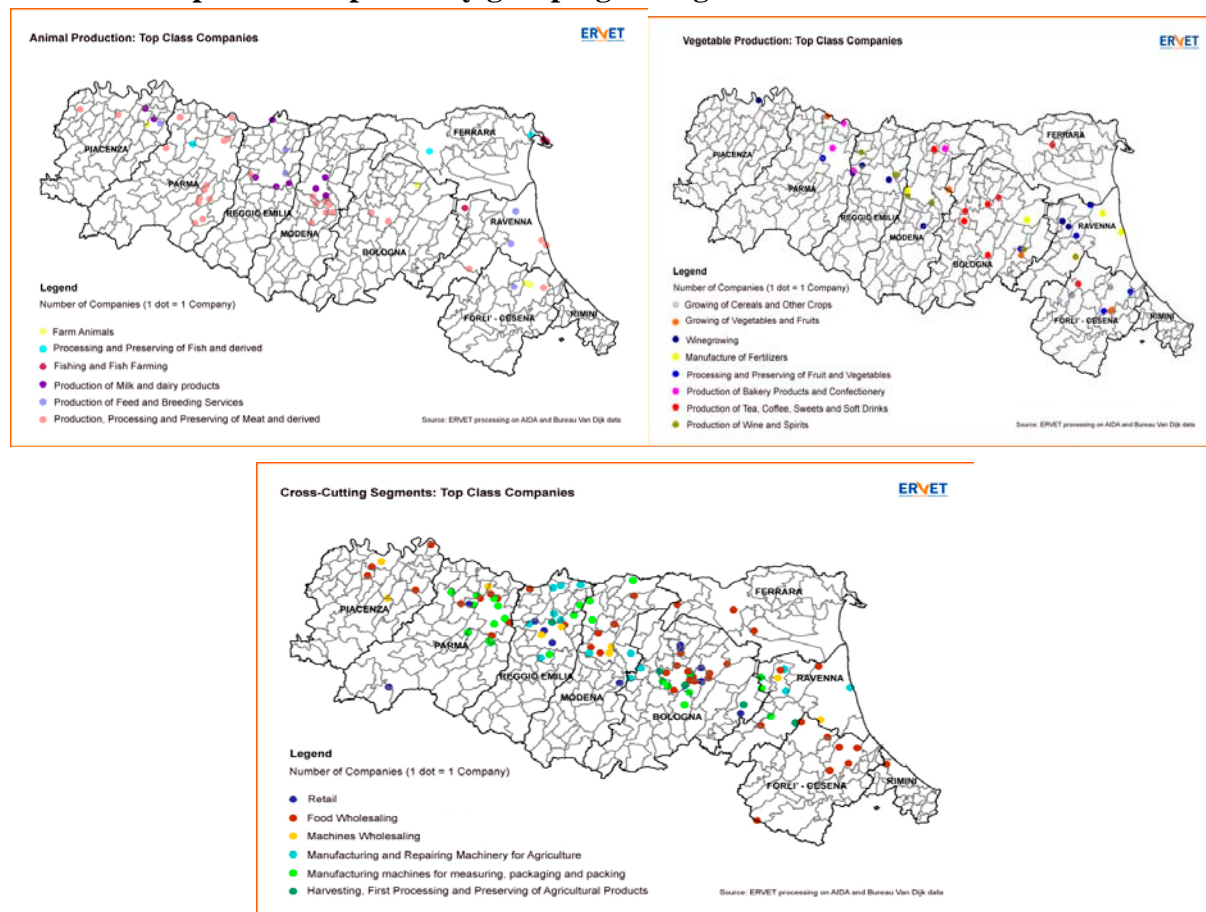 Animal Production: Top Class Companies
ERVET
PIACENZA
PARMA
REGGIO EMILIA
MODENA
BOLOGNA
FERRARA
RAVENNA
FORLI' - CESENA
RIMINI
Legend
Number of Companies (1 dot = 1 Company)
Farm Animals
Processing and Preserving of Fish and derived
Fishing and Fish Farming
Production of Milk and dairy products
Production of Feed and Breeding Services
Production, Processing and Preserving of Meat and derived
Source: ERVET processing on AIDA and Bureau Van Dijk data
Vegetable Production: Top Class Companies
ERVET
PIACENZA
PARMA
REGGIO EMILIA
MODENA
BOLOGNA
FERRARA
RAVENNA
FORLI' - CESENA
RIMINI
Legend
Number of Companies (1 dot = 1 Company)
Growing of Cereals and Other Crops
Growing of Vegetables and Fruits
Winegrowing
Manufacture of Fertilizers
Processing and Preserving of Fruit and Vegetables
Production of Bakery Products and Confectionery
Production of Tea, Coffee, Sweets and Soft Drinks
Production of Wine and Spirits
Source: ERVET processing on AIDA and Bureau Van Dijk data
Cross-Cutting Segments: Top Class Companies
ERVET
PIACENZA
PARMA
REGGIO EMILIA
MODENA
BOLOGNA
FERRARA
RAVENNA
FORLI' - CESENA
RIMINI
Legend
Number of Companies (1 dot = 1 Company)
Retail
Food Wholesaling
Machines Wholesaling
Manufacturing and Repairing Machinery for Agriculture
Manufacturing machines for measuring, packaging and packing
Harvesting, First Processing and Preserving of Agricultural Products
Source: ERVET processing on AIDA and Bureau Van Dijk data